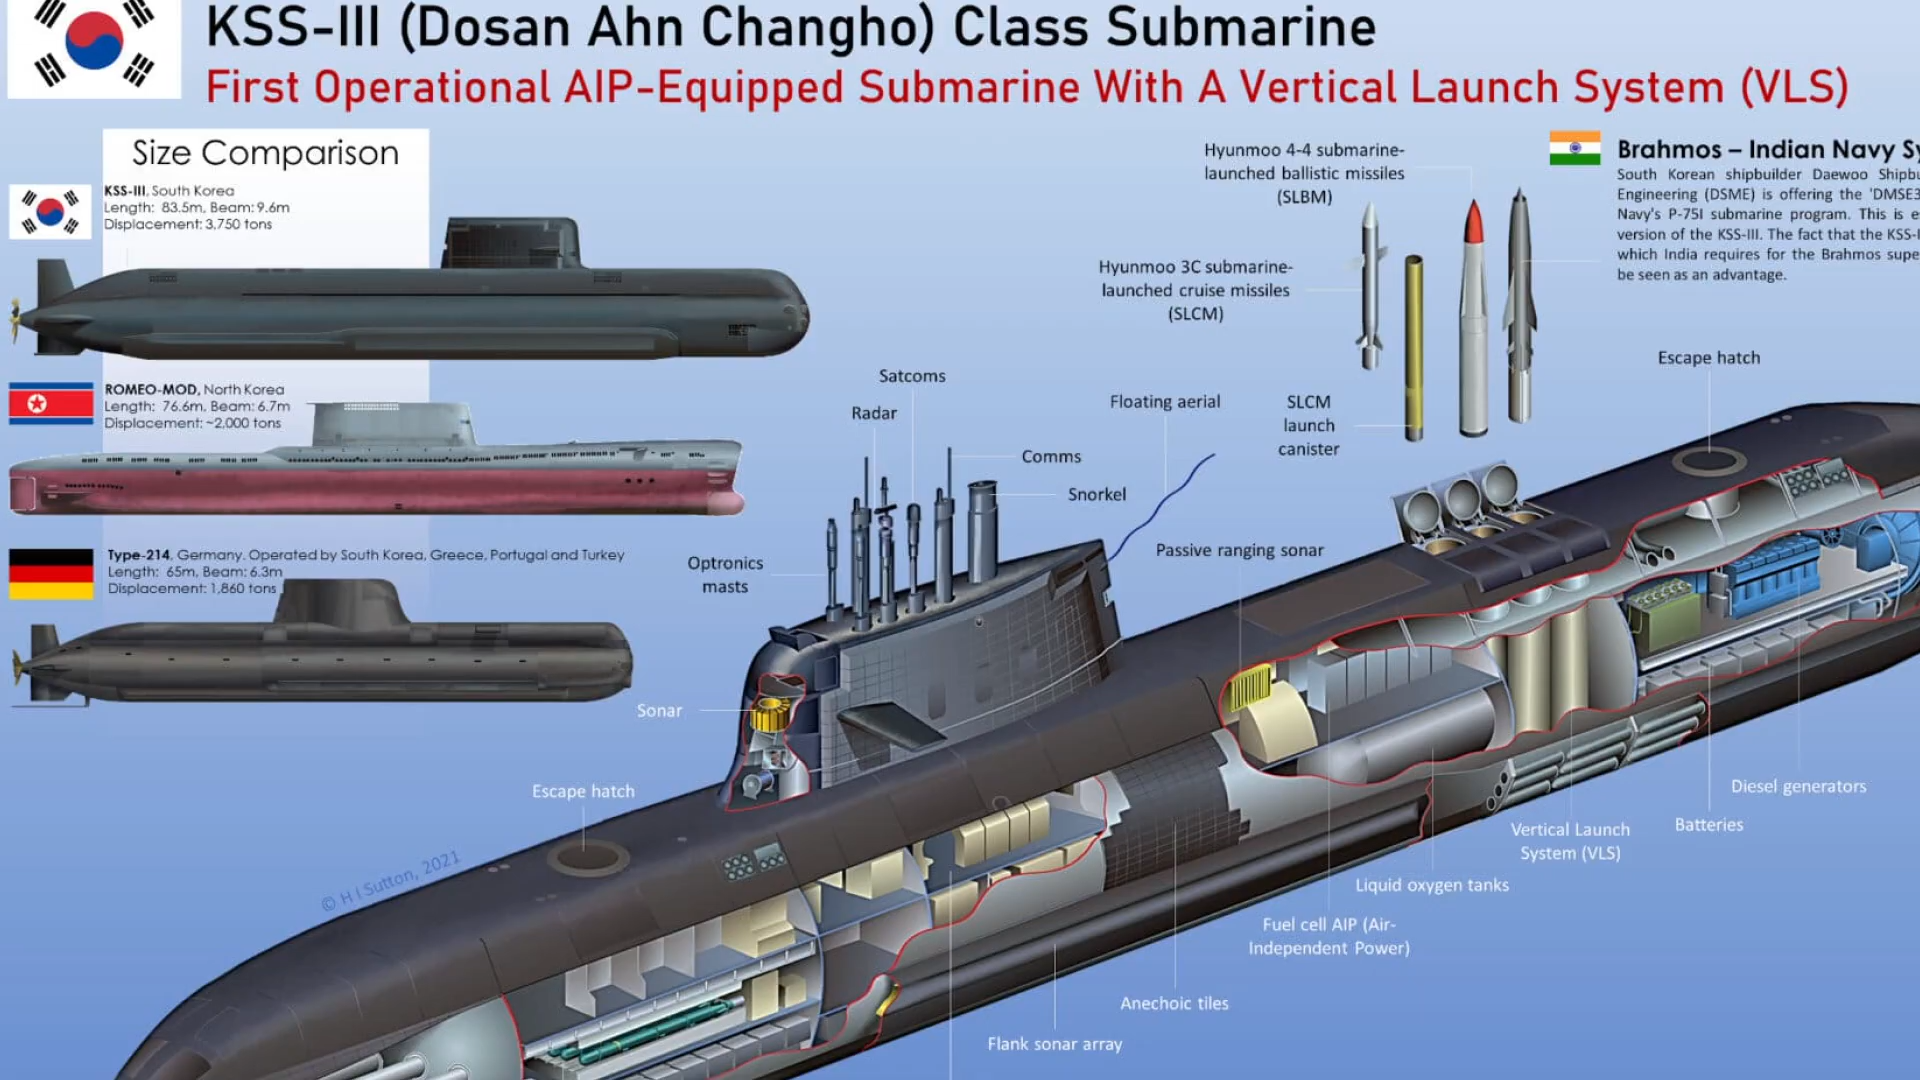 KSS-III (Dosan Ahn Changho) Class Submarine
First Operational AIP-Equipped Submarine With A Vertical Launch System (VLS)
Size Comparison
KSS-III, South Korea
Length: 83.5m, Beam: 9.6m
Displacement: 3,750 tons
ROMEO-MOD, North Korea
Length: 76.6m, Beam: 6.7m
Displacement: ~2,000 tons
Type-214, Germany. Operated by South Korea, Greece, Portugal and Turkey
Length: 65m, Beam: 6.3m
Displacement: 1,860 tons
Hyunmoo 4-4 submarine-
launched ballistic missiles
(SLBM)
Hyunmoo 3C submarine-
launched cruise missiles
(SLCM)
SLCM
launch
canister
Brahmos – Indian Navy Sy
South Korean shipbuilder Daewoo Shipbu
Engineering (DSME) is offering the 'DMSE3
Navy's P-75I submarine program. This is e
version of the KSS-III. The fact that the KSS-I
which India requires for the Brahmos supe
be seen as an advantage.
Escape hatch
Satcoms
Radar
Floating aerial
Comms
Snorkel
Optronics
masts
Passive ranging sonar
Sonar
Escape hatch
Diesel generators
Batteries
Vertical Launch
System (VLS)
Liquid oxygen tanks
Fuel cell AIP (Air-
Independent Power)
Anechoic tiles
Flank sonar array
© H I Sutton, 2021